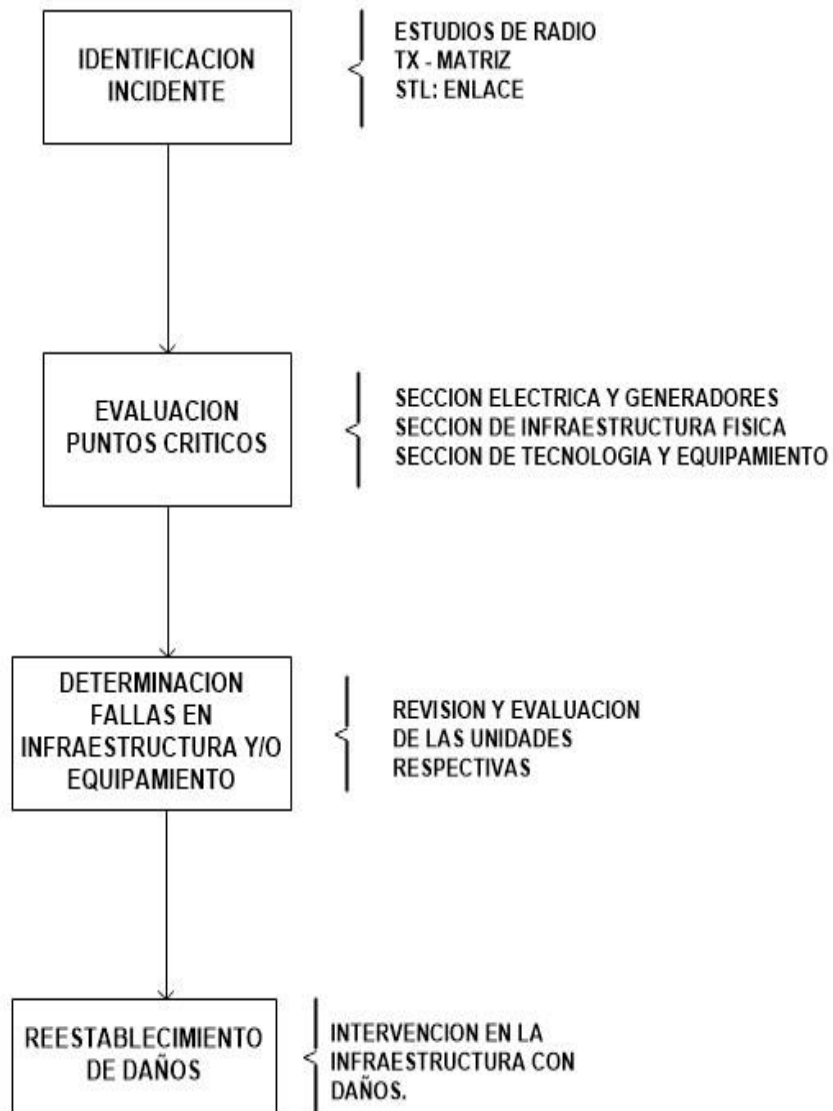 IDENTIFICACION
INCIDENTE
ESTUDIOS DE RADIO
TX - MATRIZ
STL: ENLACE
EVALUACION
PUNTOS CRITICOS
SECCION ELECTRICA Y GENERADORES
SECCION DE INFRAESTRUCTURA FISICA
SECCION DE TECNOLOGIA Y EQUIPAMIENTO
DETERMINACION
FALLAS EN
INFRAESTRUCTURA Y/O
EQUIPAMIENTO
REVISION Y EVALUACION
DE LAS UNIDADES
RESPECTIVAS
REESTABLECIMIENTO
DE DAÑOS
INTERVENCION EN LA
INFRAESTRUCTURA CON
DAÑOS.